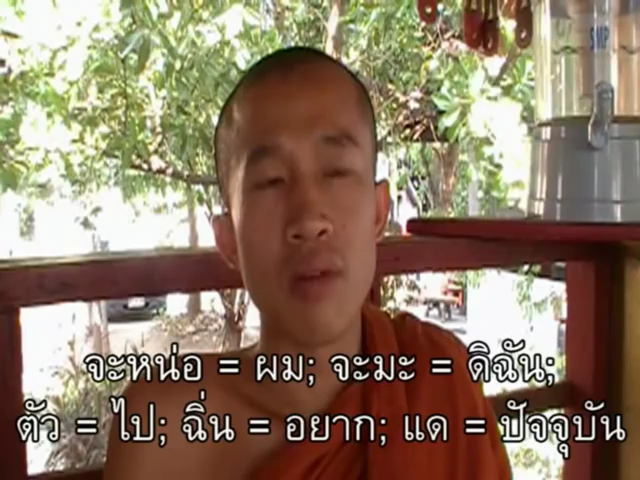 SNP
จะหน่อ = ผม; จะมะ = ดิฉัน;
ตัว = ไป; ฉิ่น = อยาก; แด = ปัจจุบัน